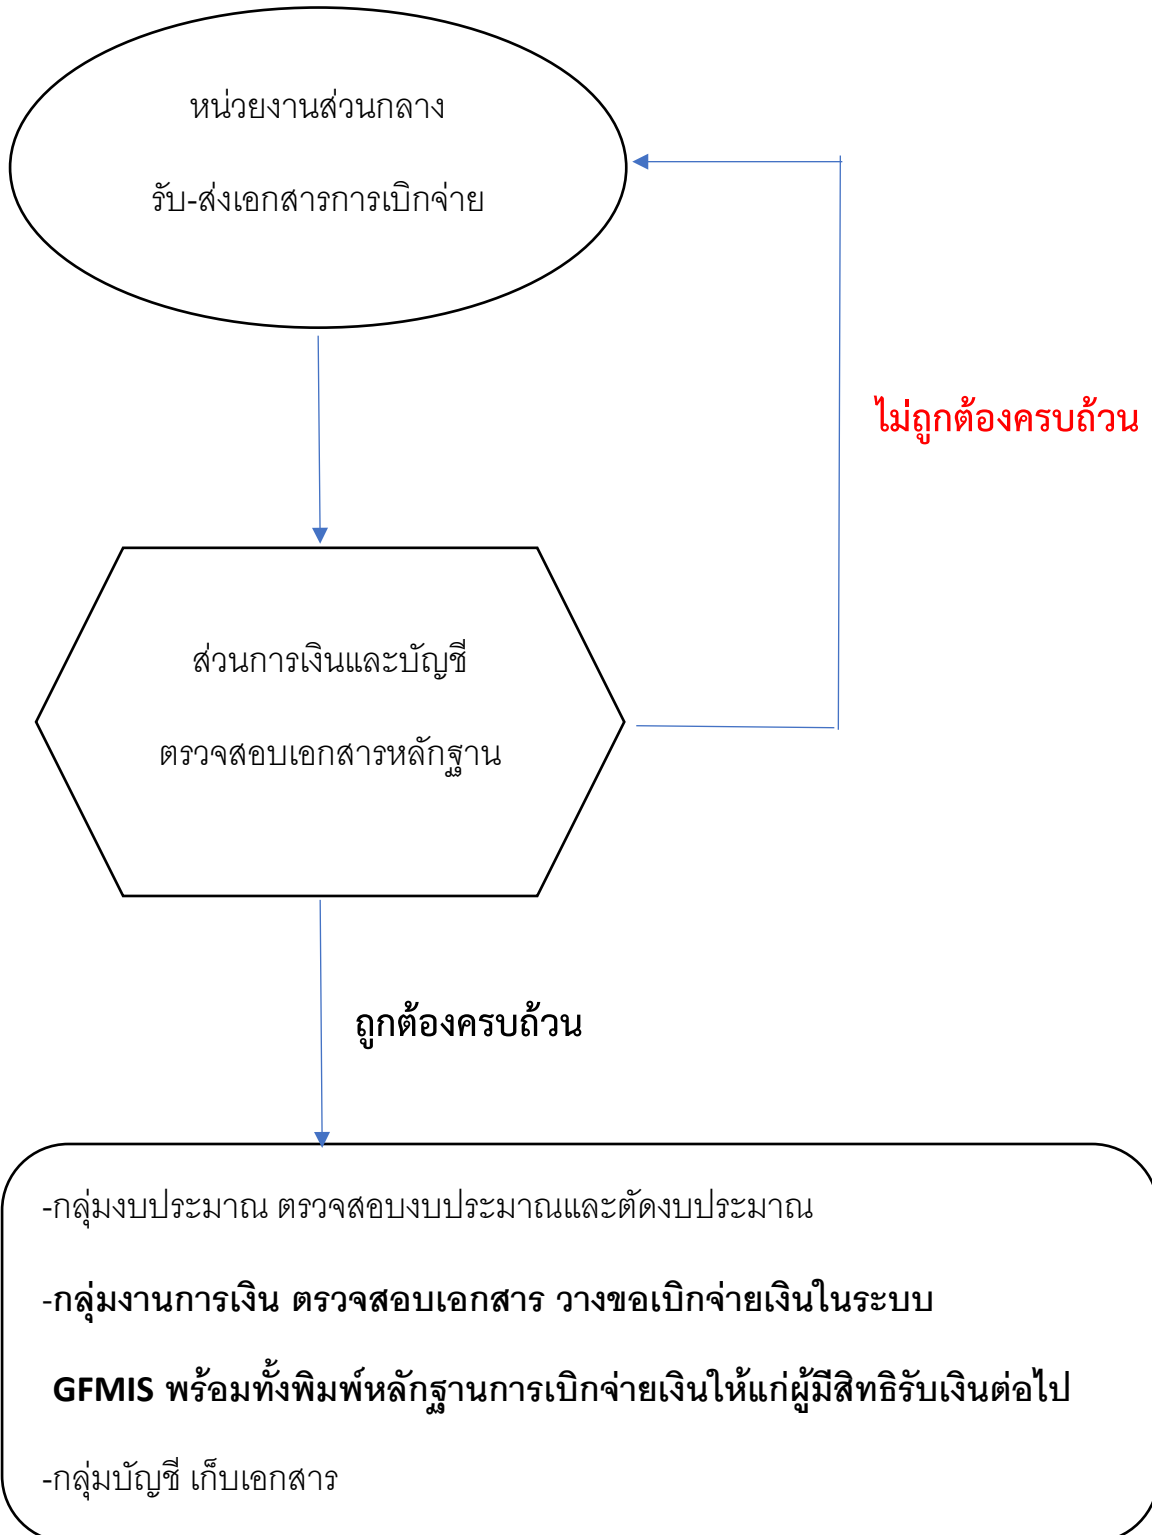 หน่วยงานส่วนกลาง
รับ-ส่งเอกสารการเบิกจ่าย
ไม่ถูกต้องครบถ้วน
ส่วนการเงินและบัญชี
ตรวจสอบเอกสารหลักฐาน
ถูกต้องครบถ้วน
-กลุ่มงบประมาณ ตรวจสอบงบประมาณและตัดงบประมาณ
-กลุ่มงานการเงิน ตรวจสอบเอกสาร วางขอเบิกจ่ายเงินในระบบ
GFMIS พร้อมทั้งพิมพ์หลักฐานการเบิกจ่ายเงินให้แก่ผู้มีสิทธิรับเงินต่อไป
-กลุ่มบัญชี เก็บเอกสาร